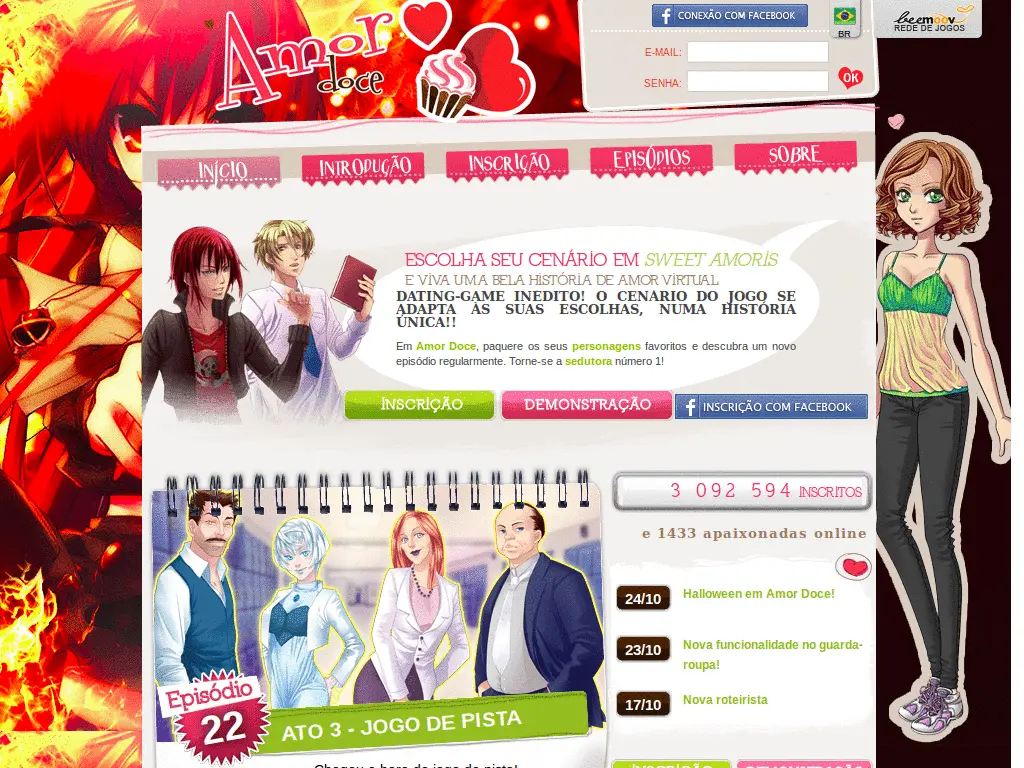 Amor doce
CONEXÃO COM FACEBOOK
BR
beemoov
REDE DE JOGOS
E-MAIL:
SENHA:
OK
INÍCIO
INTRODUÇÃO
INSCRIÇÃO
EPISÓDIOS
SOBRE
ESCOLHA SEU CENÁRIO EM SWEET AMORIS
E VIVA UMA BELA HISTÓRIA DE AMOR VIRTUAL
DATING-GAME INEDITO! O CENARIO DO JOGO SE
ADAPTA ÀS SUAS ESCOLHAS, NUMA HISTÓRIA
ÚNICA!!
Em Amor Doce, paquere os seus personagens favoritos e descubra um novo
episódio regularmente. Torne-se a sedutora número 1!
INSCRIÇÃO
DEMONSTRAÇÃO
INSCRIÇÃO COM FACEBOOK
3 092 594 INSCRITOS
e 1433 apaixonadas online
24/10 Halloween em Amor Doce!
23/10 Nova funcionalidade no guarda-
roupa!
17/10 Nova roteirista
Episódio
22
ATO 3 - JOGO DE PISTA
INSCRIÇÃO
DEMONSTRAÇÃO